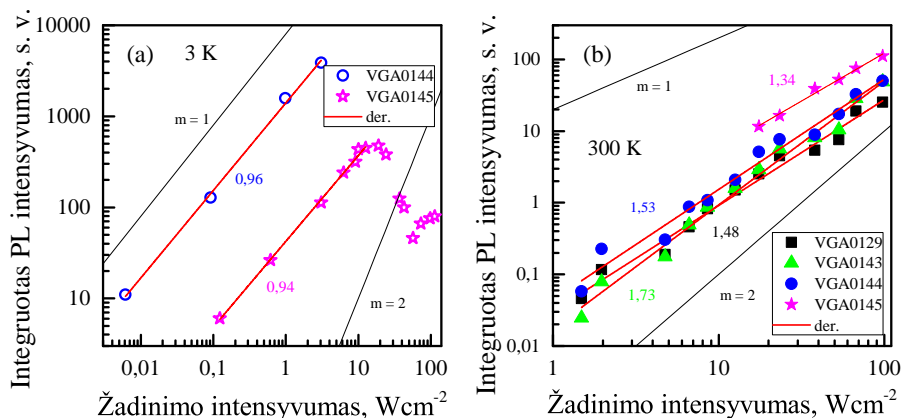 Integruotas PL intensyvumas, s. v.
10000
1000
100
10
(a)
3 K
VGA0144
VGA0145
der.
m = 1
0,96
0,94
m = 2
0,01
0,1
1
10
100
Žadinimo intensyvumas, Wcm-2
Integruotas PL intensyvumas, s. v.
1000
100
10
1
0,1
0,01
(b)
m = 1
1,34
300 K
1,53
1,48
1,73
m = 2
VGA0129
VGA0143
VGA0144
VGA0145
der.
1
10
100
Žadinimo intensyvumas, Wcm-2